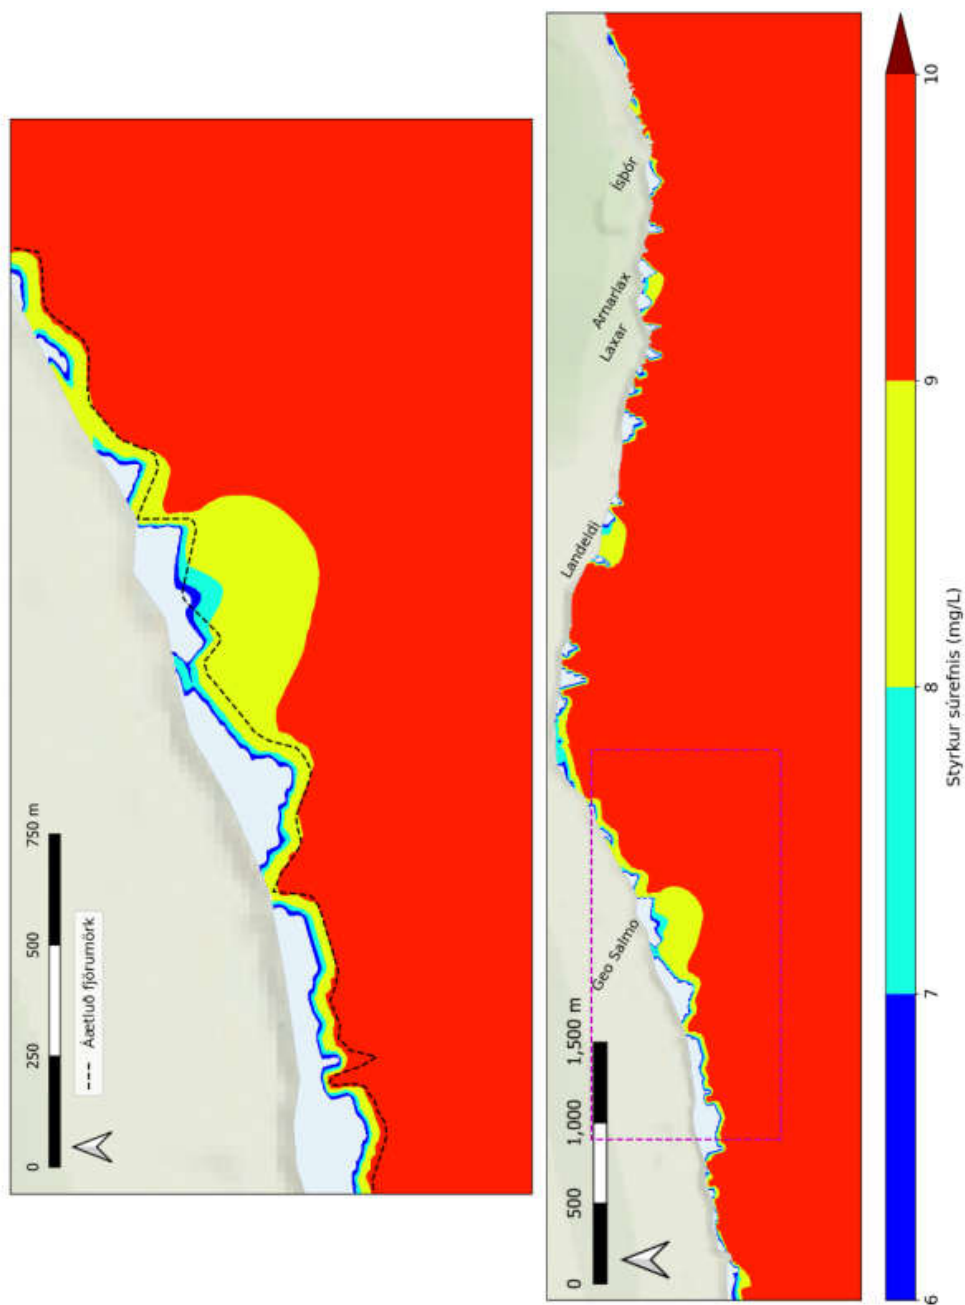 0 250 500 750 m
Áætluð fjörumörk
Geo Salmo
Landeldi
Laxar
Arnarlax
Ísþór
0 500 1,000 1,500 m
6 7 8 9 10
Styrkur súrefnis (mg/L)